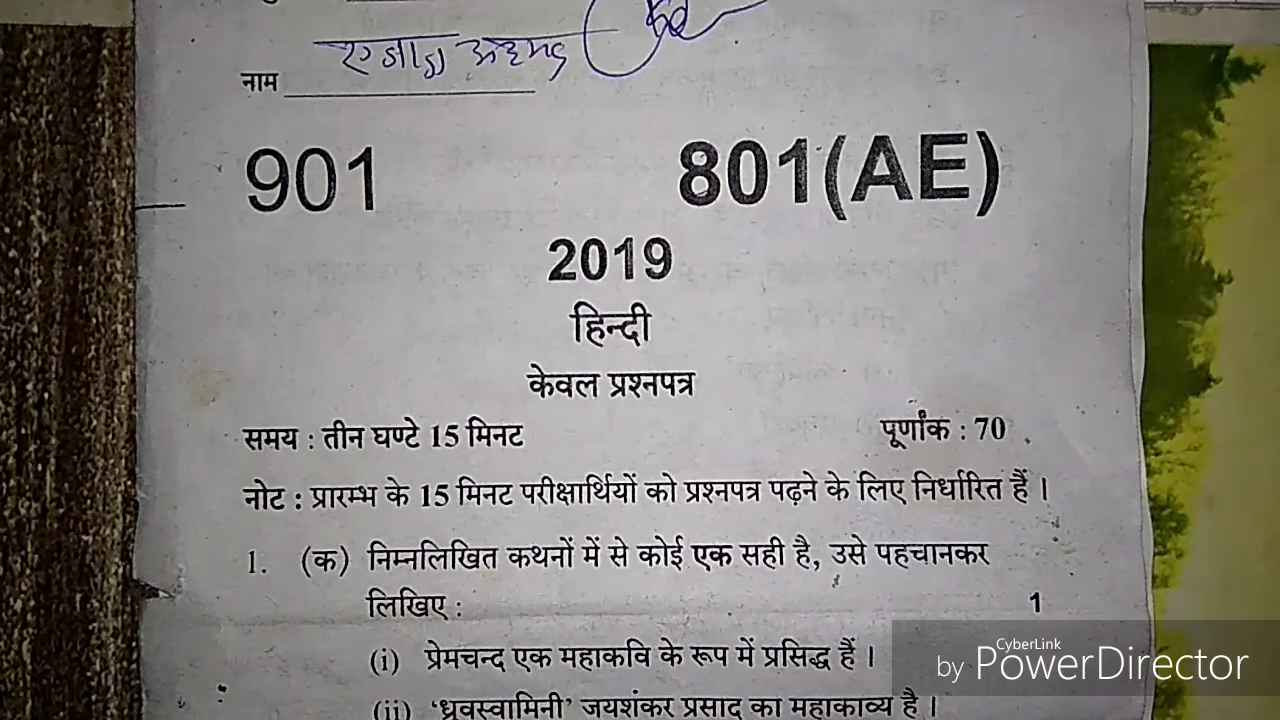 एजाज अहमद
नाम
901 801(AE)
2019
हिन्दी
केवल प्रश्नपत्र
समय : तीन घण्टे 15 मिनट पूर्णांक : 70
नोट : प्रारम्भ के 15 मिनट परीक्षार्थियों को प्रश्नपत्र पढ़ने के लिए निर्धारित हैं ।
1. (क) निम्नलिखित कथनों में से कोई एक सही है, उसे पहचानकर
लिखिए : 1
(i) प्रेमचन्द एक महाकवि के रूप में प्रसिद्ध हैं ।
(ii) ‘ध्रुवस्वामिनी’ जयशंकर प्रसाद का महाकाव्य है ।
CyberLink
by PowerDirector